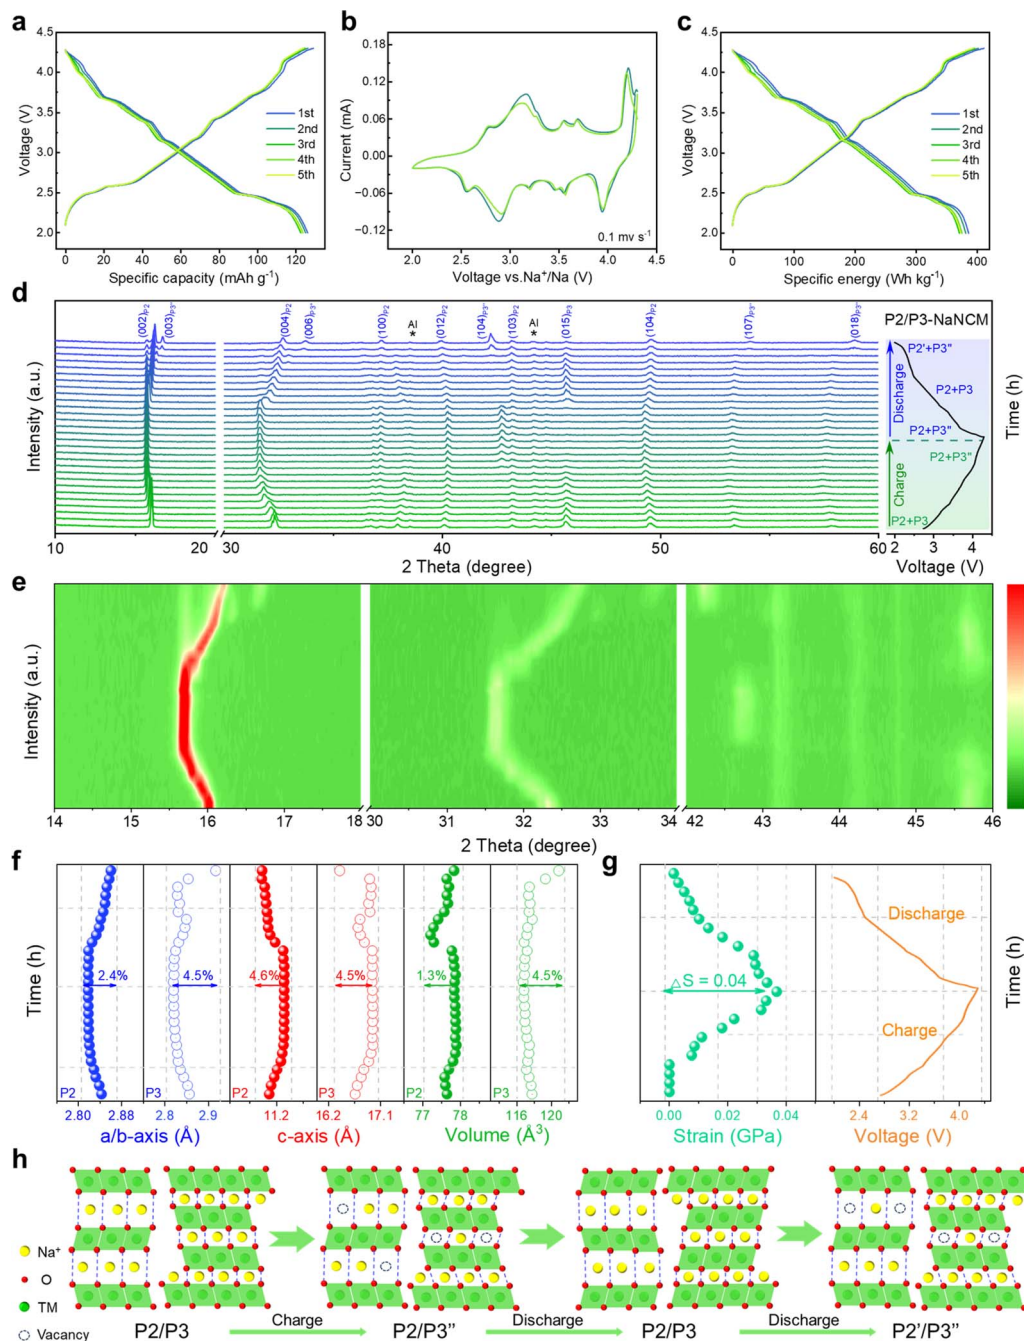 a
b
c
4.5
4.0
3.5
3.0
2.5
2.0
Voltage (V)
1st
2nd
3rd
4th
5th
0 20 40 60 80 100 120
Specific capacity (mAh g-1)
0.18
0.12
0.06
0.00
−0.06
−0.12
Current (mA)
0.1 mv s-1
2.0 2.5 3.0 3.5 4.0 4.5
Voltage vs.Na+/Na (V)
4.5
4.0
3.5
3.0
2.5
2.0
Voltage (V)
1st
2nd
3rd
4th
5th
0 100 200 300 400
Specific energy (Wh kg-1)
d
Intensity (a.u.)
(002)P2
(003)P3"
(004)P2
(006)P3"
(100)P2
Al
*
(012)P2
(104)P3"
(103)P2
Al
*
(015)P3
(104)P2
(107)P3"
(018)P3"
10 20 30 40 50 60
2 Theta (degree)
P2/P3-NaNCM
P2'+P3"
P2+P3
P2+P3"
P2+P3"
P2+P3
Discharge
Charge
Time (h)
2 3 4
Voltage (V)
e
Intensity (a.u.)
14 15 16 17 18 30 31 32 33 34 42 43 44 45 46
2 Theta (degree)
f
Time (h)
2.4%
4.5%
4.6%
4.5%
1.3%
4.5%
P2
P3
P2
P3
P2
P3
2.80 2.88 2.8 2.9 11.2 16.2 17.1 77 78 116 120
a/b-axis (Å)
c-axis (Å)
Volume (Å3)
g
△S = 0.04
Discharge
Charge
Time (h)
0.00 0.02 0.04 2.4 3.2 4.0
Strain (GPa)
Voltage (V)
h
Na+
O
TM
Vacancy
P2/P3
Charge
P2/P3"
Discharge
P2/P3
Discharge
P2'/P3"